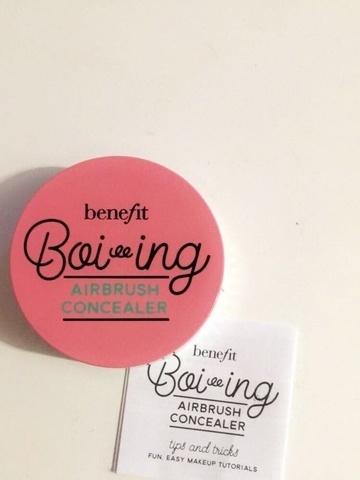 benefit
Boi-ing
AIRBRUSH
CONCEALER
benefit
Boi-ing
AIRBRUSH
CONCEALER
tips and tricks
FUN, EASY MAKEUP TUTORIALS